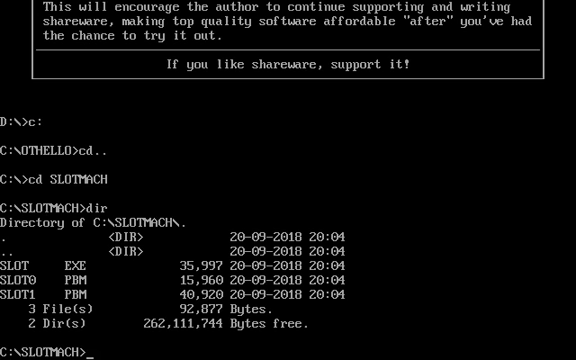 This will encourage the author to continue supporting and writing
shareware, making top quality software affordable "after" you've had
the chance to try it out.
If you like shareware, support it!
D:\>c:
C:\OTHELLO>cd..
C:\>cd SLOTMACH
C:\SLOTMACH>dir
Directory of C:\SLOTMACH\.
. <DIR> 20-09-2018 20:04
.. <DIR> 20-09-2018 20:04
SLOT EXE 35,997 20-09-2018 20:04
SLOT0 PBM 15,960 20-09-2018 20:04
SLOT1 PBM 40,920 20-09-2018 20:04
3 File(s) 92,877 Bytes.
2 Dir(s) 262,111,744 Bytes free.
C:\SLOTMACH>_